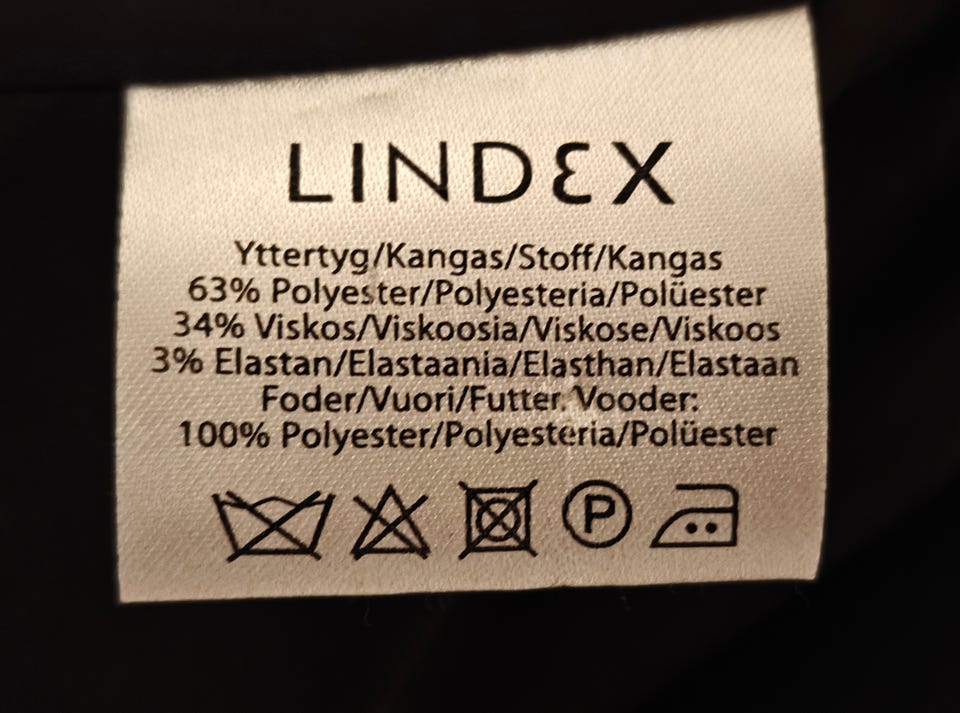 LINDEX
Yttertyg/Kangas/Stoff/Kangas
63% Polyester/Polyesteria/Polüester
34% Viskos/Viskoosia/Viskose/Viskoos
3% Elastan/Elastaania/Elasthan/Elastaan
Foder/Vuori/Futter/Vooder:
100% Polyester/Polyesteria/Polüester
P